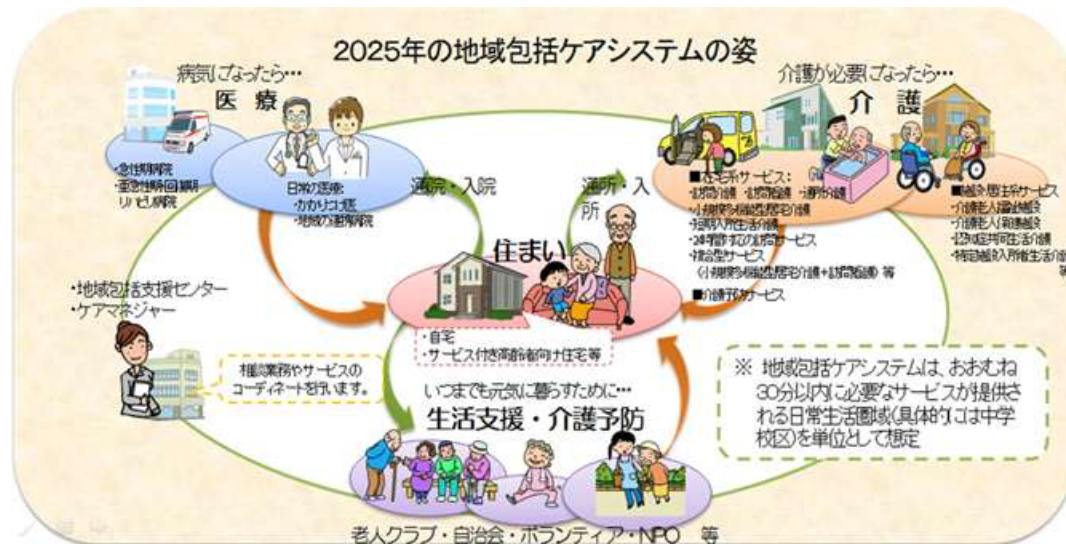 2025年の地域包括ケアシステムの姿
病気になったら…
医 療
・急性期病院
・亜急性期・回復期
リハビリ病院
日常の医療:
・かかりつけ医
・地域の連携病院
通院・入院
通所・入
所
介護が必要になったら…
介 護
■在宅系サービス:
・訪問介護・訪問看護・通所介護
・小規模多機能型居宅介護
・短期入所生活介護
・24時間対応の訪問サービス
・複合型サービス
(小規模多機能型居宅介護+訪問看護) 等
■介護予防サービス
■施設・居住系サービス
・介護老人福祉施設
・介護老人保健施設
・認知症共同生活介護
・特定施設入所者生活介護
等
住まい
・自宅
・サービス付き高齢者向け住宅等
・地域包括支援センター
・ケアマネジャー
相談業務やサービスの
コーディネートを行います。
いつまでも元気に暮らすために…
生活支援・介護予防
老人クラブ・自治会・ボランティア・NPO 等
※ 地域包括ケアシステムは、おおむね
30分以内に必要なサービスが提供
される日常生活圏域(具体的には中学
校区)を単位として想定